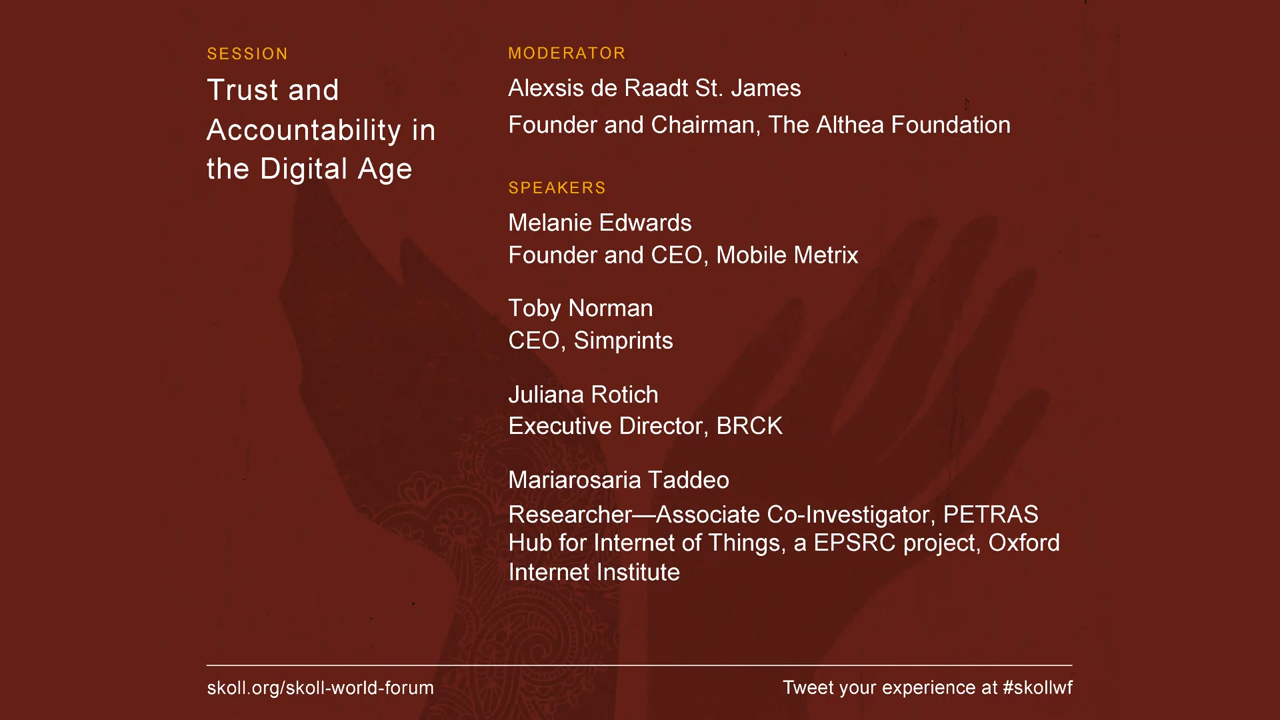 SESSION
Trust and
Accountability in
the Digital Age
MODERATOR
Alexsis de Raadt St. James
Founder and Chairman, The Althea Foundation
SPEAKERS
Melanie Edwards
Founder and CEO, Mobile Metrix
Toby Norman
CEO, Simprints
Juliana Rotich
Executive Director, BRCK
Mariarosaria Taddeo
Researcher—Associate Co-Investigator, PETRAS
Hub for Internet of Things, a EPSRC project, Oxford
Internet Institute
skoll.org/skoll-world-forum
Tweet your experience at #skollwf